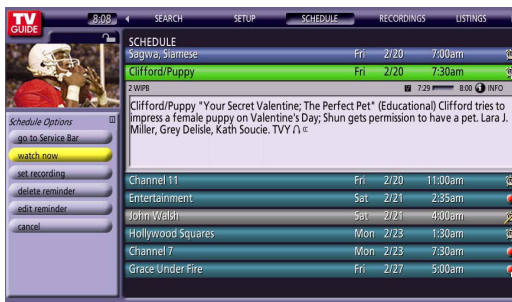 TV
GUIDE
8:08
SEARCH SETUP SCHEDULE RECORDINGS LISTINGS
SCHEDULE
Sagwa, Siamese Fri 2/20 7:00am
Clifford/Puppy Fri 2/20 7:30am
2 WIPB 7:29 8:00 INFO
Clifford/Puppy "Your Secret Valentine; The Perfect Pet" (Educational) Clifford tries to
impress a female puppy on Valentine's Day; Shun gets permission to have a pet. Lara J.
Miller, Grey Delisle, Kath Soucie. TVY
Schedule Options
go to Service Bar
watch now
set recording
delete reminder
edit reminder
cancel
Channel 11 Fri 2/20 11:00am
Entertainment Sat 2/21 2:35am
John Walsh Sat 2/21 4:00am
Hollywood Squares Mon 2/23 1:30am
Channel 7 Mon 2/23 7:30am
Grace Under Fire Fri 2/27 5:00am